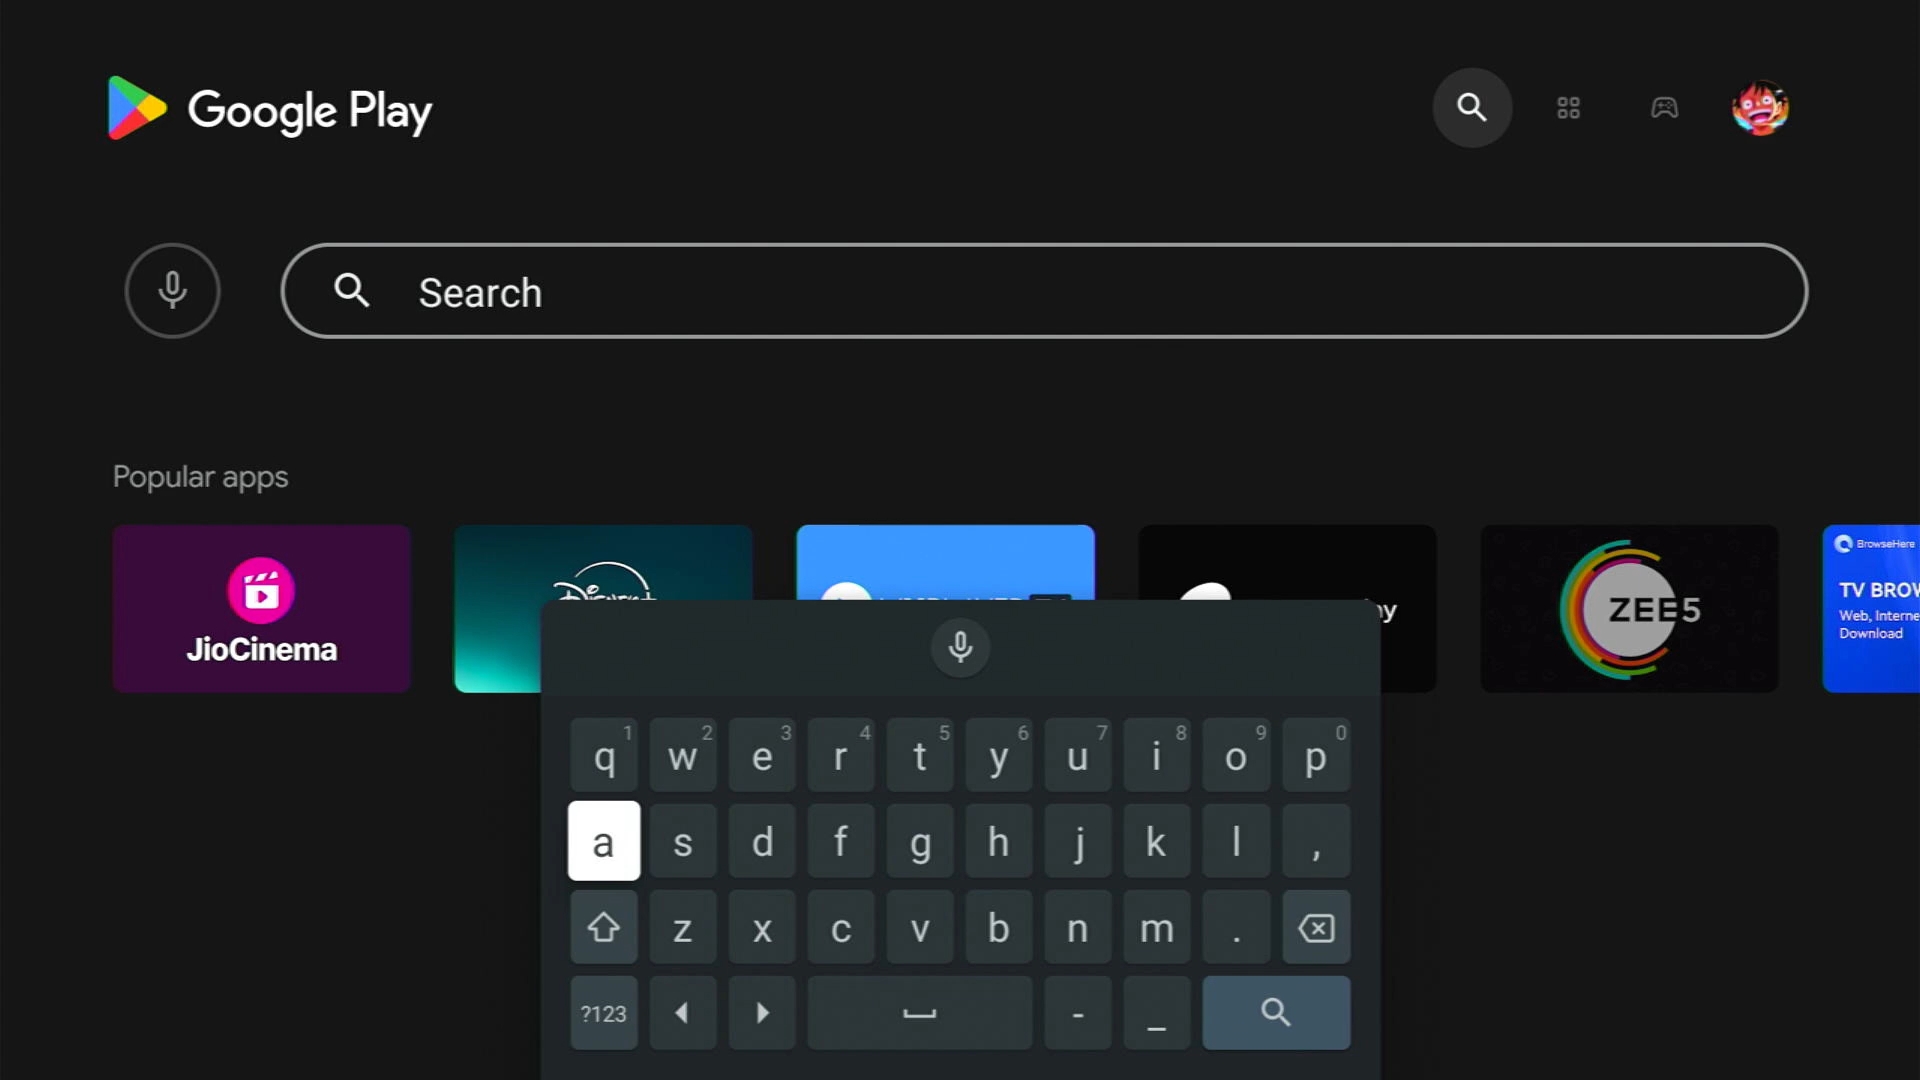 Google Play
Search
Popular apps
JioCinema
Disney+
ZEE5
BrowseHere
TV BROW
Web, Interne
Download
q 1 w 2 e 3 r 4 t 5 y 6 u 7 i 8 o 9 p 0
a s d f g h j k l ,
z x c v b n m .
?123 - _